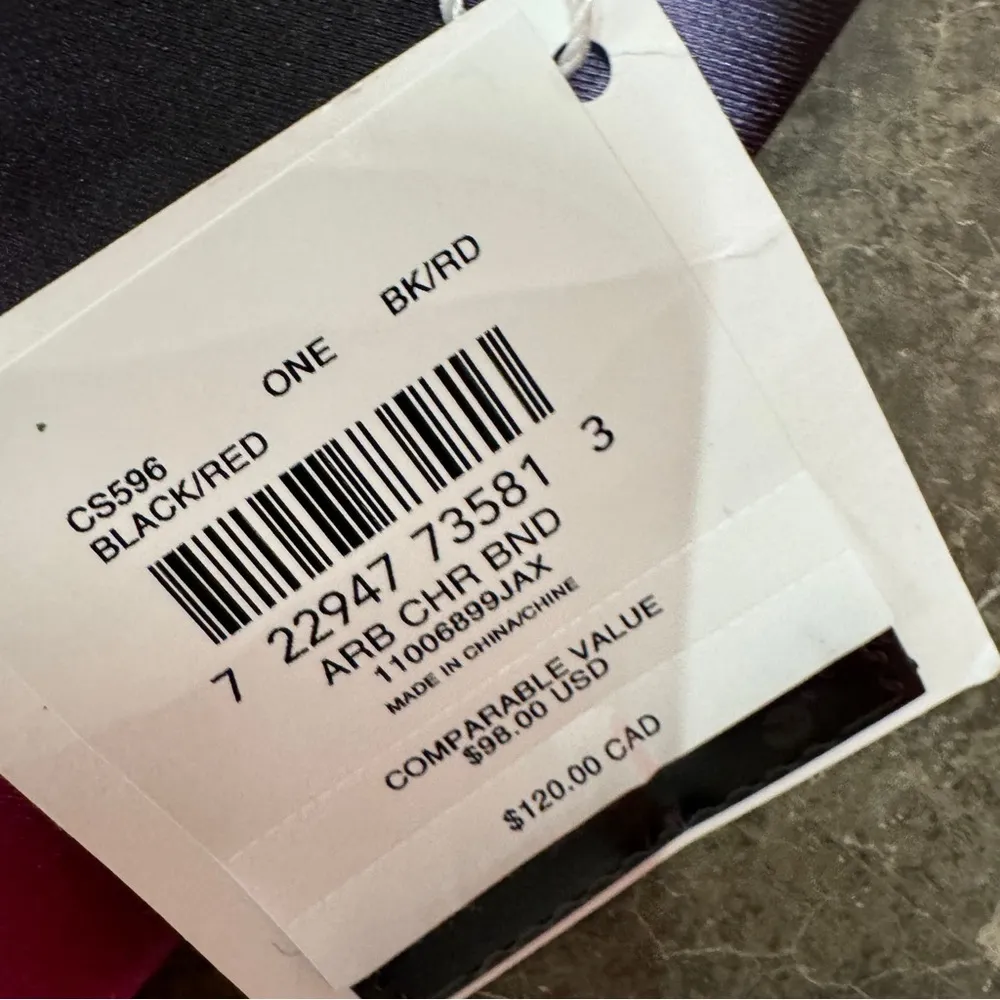 CS596 ONE BK/RD
BLACK/RED
7 22947 73581 3
ARB CHR BND
11006899JAX
MADE IN CHINA/CHINE
COMPARABLE VALUE
$98.00 USD
$120.00 CAD